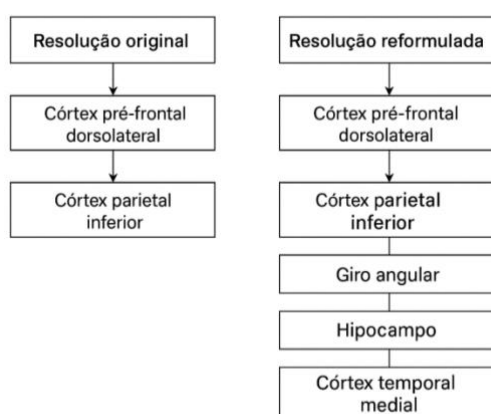 Resolução original
Córtex pré-frontal
dorsolateral
Córtex parietal
inferior
Resolução reformulada
Córtex pré-frontal
dorsolateral
Córtex parietal
inferior
Giro angular
Hipocampo
Córtex temporal
medial